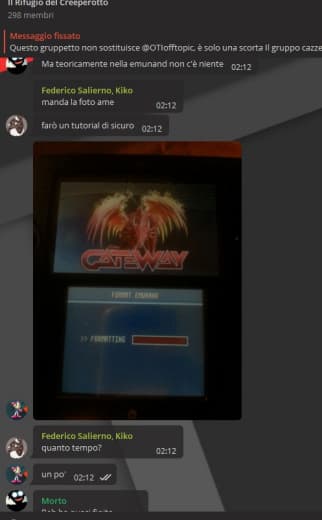 Il Rifugio del Creeperotto
298 membri
Messaggio fissato
Questo gruppetto non sostituisce @OTIofftopic, è solo una scorta Il gruppo cazze
Ma teoricamente nella emunand non c'è niente 02:12
Federico Salierno, Kiko
manda la foto ame
02:12
farò un tutorial di sicuro 02:12
GATEWAY
FORMAT EMUNAND
>> FORMATTING
Federico Salierno, Kiko
quanto tempo?
02:12
un po' 02:12
Morto